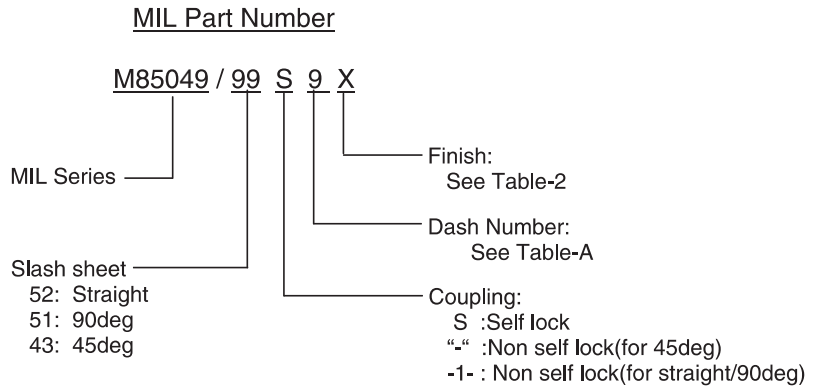 MIL Part Number
M85049 / 99 S 9 X
MIL Series
Finish:
See Table-2
Dash Number:
See Table-A
Slash sheet
52: Straight
51: 90deg
43: 45deg
Coupling:
S :Self lock
“-“ :Non self lock(for 45deg)
-1- : Non self lock(for straight/90deg)